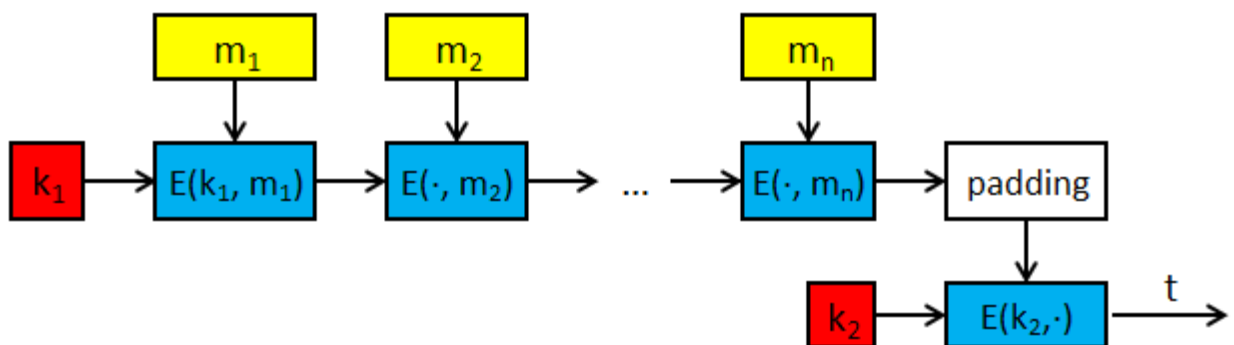 m₁ m₂ mₙ
k₁ E(k₁, m₁) E(·, m₂) ... E(·, mₙ) padding
k₂ E(k₂,·) t